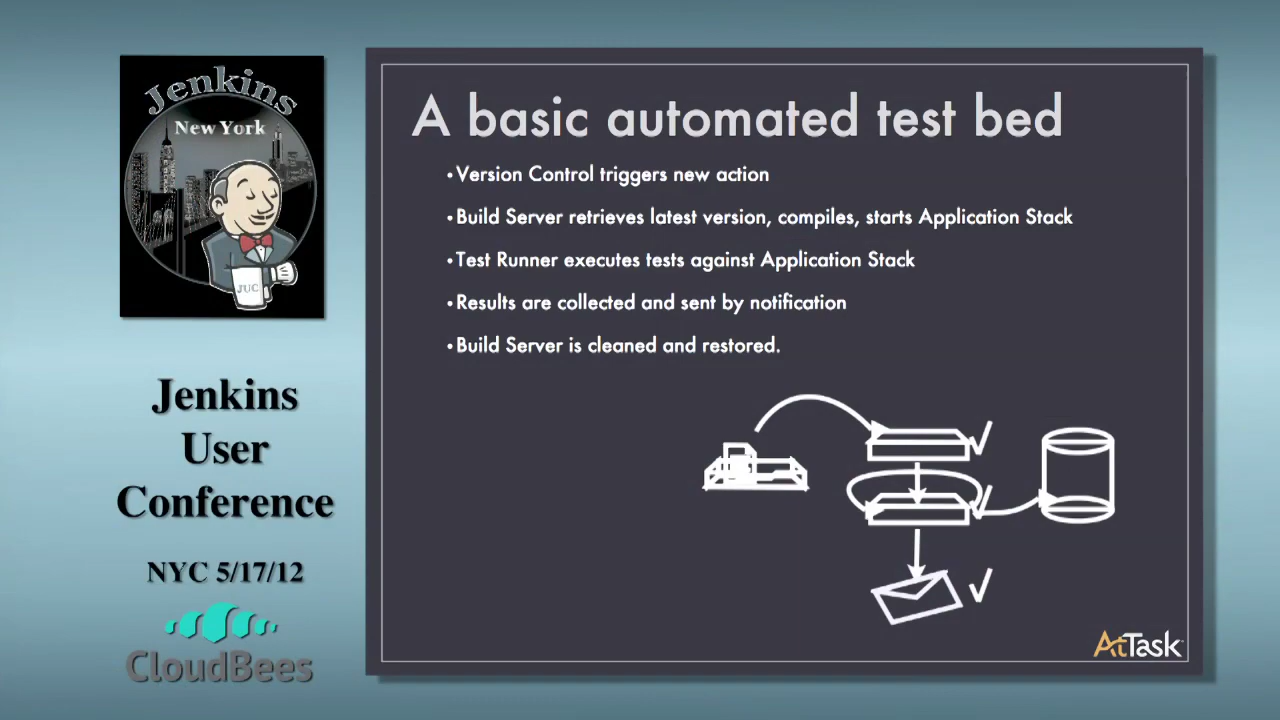 Jenkins
New York
JUC
Jenkins
User
Conference
NYC 5/17/12
CloudBees
A basic automated test bed
•Version Control triggers new action
•Build Server retrieves latest version, compiles, starts Application Stack
•Test Runner executes tests against Application Stack
•Results are collected and sent by notification
•Build Server is cleaned and restored.
AtTask